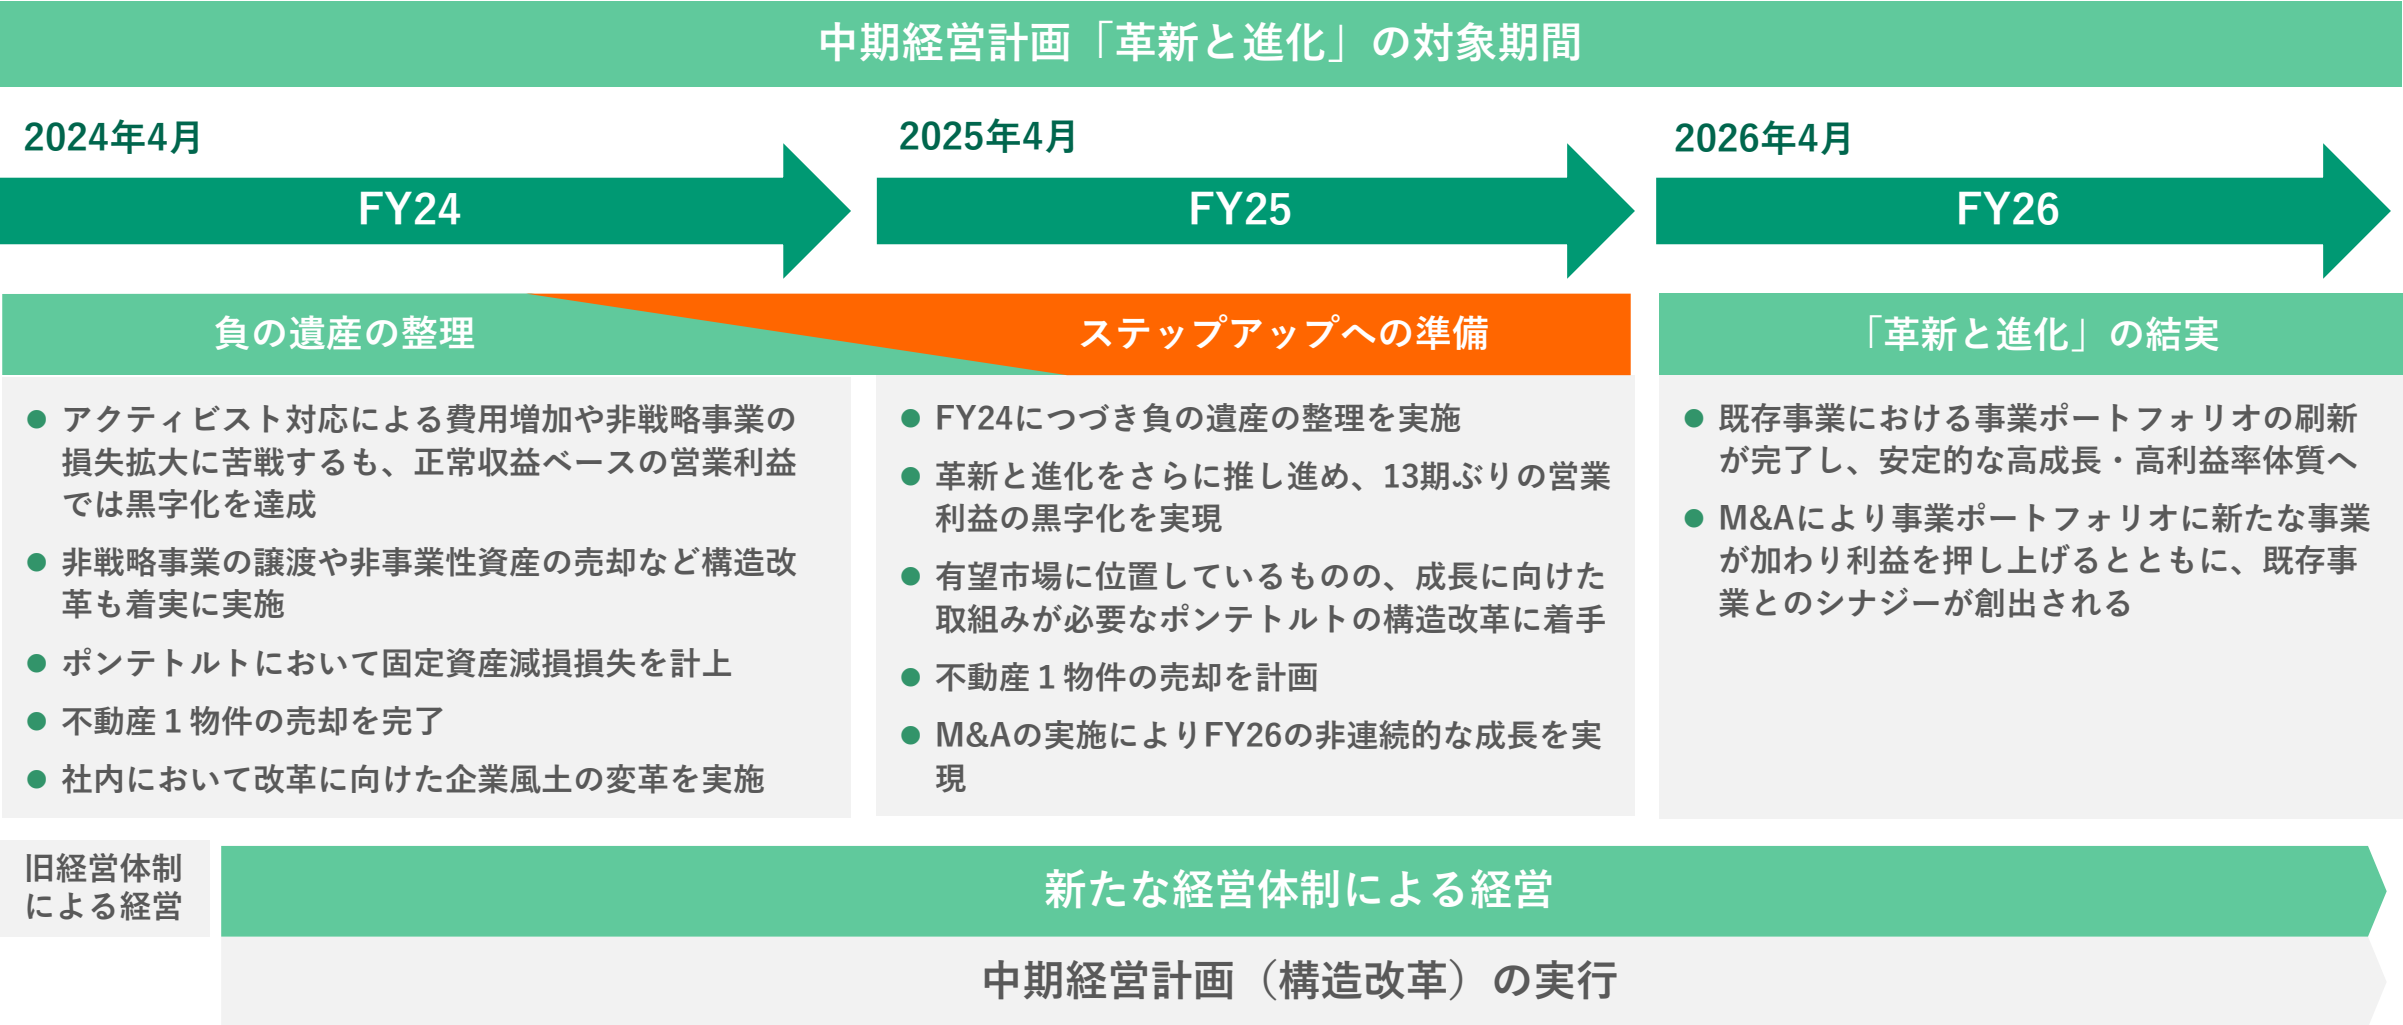 中期経営計画「革新と進化」の対象期間
2024年4月
2025年4月
2026年4月
FY24
FY25
FY26
負の遺産の整理
ステップアップへの準備
「革新と進化」の結実
● アクティビスト対応による費用増加や非戦略事業の
損失拡大に苦戦するも、正常収益ベースの営業利益
では黒字化を達成
● 非戦略事業の譲渡や非事業性資産の売却など構造改
革も着実に実施
● ポンテトルトにおいて固定資産減損損失を計上
● 不動産１物件の売却を完了
● 社内において改革に向けた企業風土の変革を実施
● FY24につづき負の遺産の整理を実施
● 革新と進化をさらに推し進め、13期ぶりの営業
利益の黒字化を実現
● 有望市場に位置しているものの、成長に向けた
取組みが必要なポンテトルトの構造改革に着手
● 不動産１物件の売却を計画
● M&Aの実施によりFY26の非連続的な成長を実
現
● 既存事業における事業ポートフォリオの刷新
が完了し、安定的な高成長・高利益率体質へ
● M&Aにより事業ポートフォリオに新たな事業
が加わり利益を押し上げるとともに、既存事
業とのシナジーが創出される
旧経営体制
による経営
新たな経営体制による経営
中期経営計画（構造改革）の実行